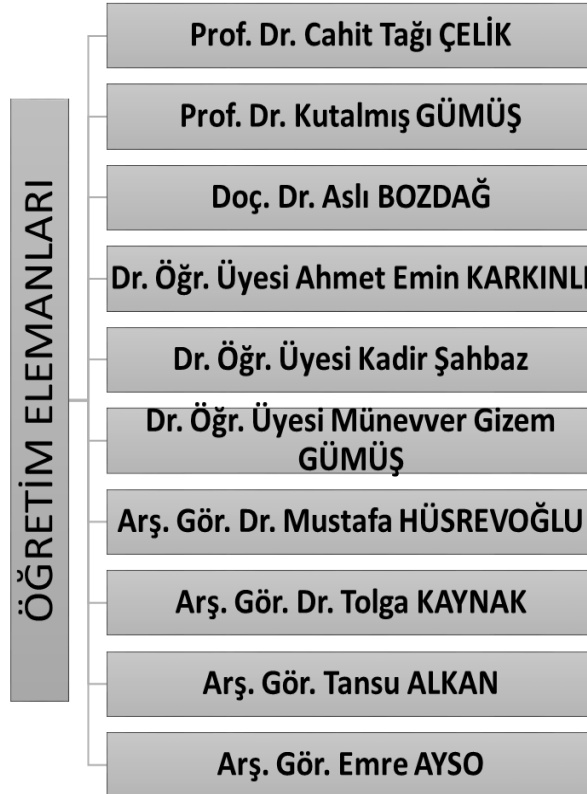 ÖĞRETİM ELEMANLARI
Prof. Dr. Cahit Tağı ÇELİK
Prof. Dr. Kutalmış GÜMÜŞ
Doç. Dr. Aslı BOZDAĞ
Dr. Öğr. Üyesi Ahmet Emin KARKINLI
Dr. Öğr. Üyesi Kadir Şahbaz
Dr. Öğr. Üyesi Münevver Gizem
GÜMÜŞ
Arş. Gör. Dr. Mustafa HÜSREVOĞLU
Arş. Gör. Dr. Tolga KAYNAK
Arş. Gör. Tansu ALKAN
Arş. Gör. Emre AYSO